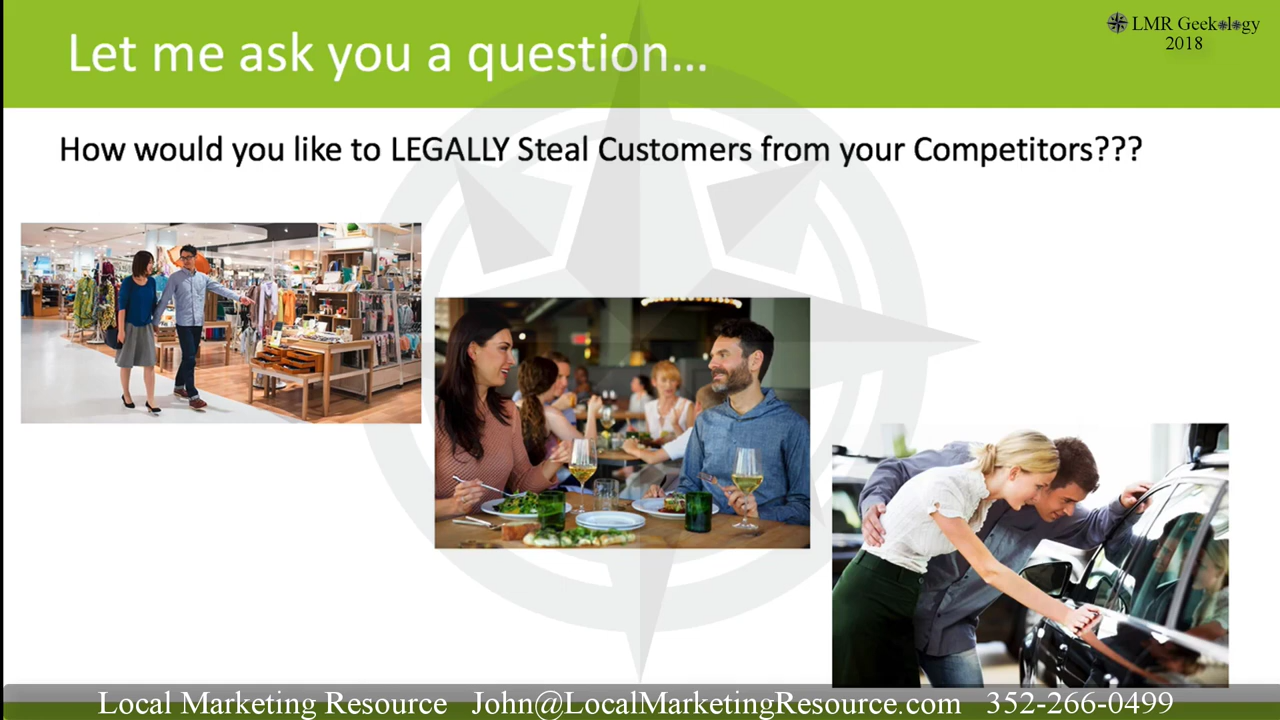 Let me ask you a question...
LMR Geekology
2018
How would you like to LEGALLY Steal Customers from your Competitors???
Local Marketing Resource John@LocalMarketingResource.com 352-266-0499